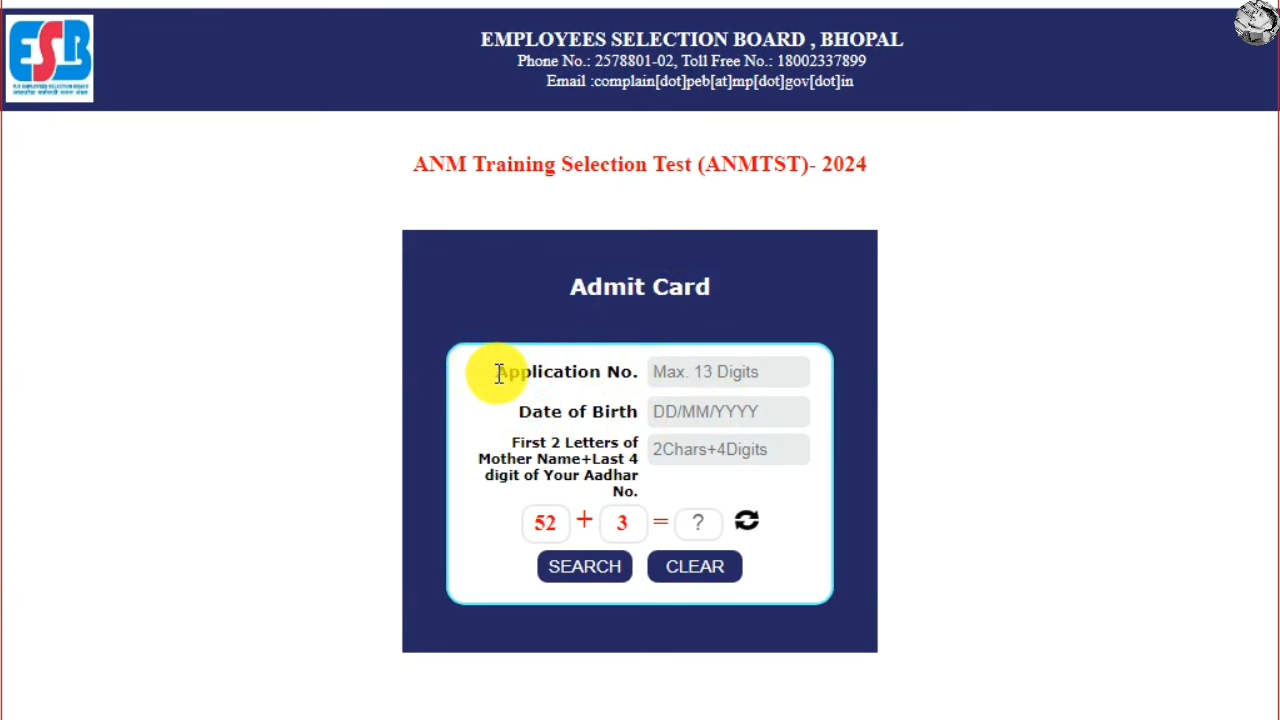 ESB
EMPLOYEES SELECTION BOARD , BHOPAL
Phone No.: 2578801-02, Toll Free No.: 18002337899
Email :complain[dot]peb[at]mp[dot]gov[dot]in
ANM Training Selection Test (ANMTST)- 2024
Admit Card
Application No. Max. 13 Digits
Date of Birth DD/MM/YYYY
First 2 Letters of
Mother Name+Last 4
digit of Your Aadhar
No.
2Chars+4Digits
52 + 3 = ?
SEARCH CLEAR